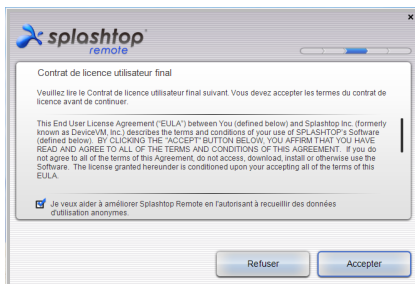 splashtop
remote
Contrat de licence utilisateur final
Veuillez lire le Contrat de licence utilisateur final suivant. Vous devez accepter les termes du contrat de
licence avant de continuer.
This End User License Agreement ("EULA") between You (defined below) and Splashtop Inc. (formerly
known as DeviceVM, Inc.) describes the terms and conditions of your use of SPLASHTOP's Software
(defined below). BY CLICKING THE "ACCEPT" BUTTON BELOW, YOU AFFIRM THAT YOU HAVE
READ AND AGREE TO ALL OF THE TERMS AND CONDITIONS OF THIS AGREEMENT. If you do
not agree to all of the terms of this Agreement, do not access, download, install or otherwise use the
Software. The license granted hereunder is conditioned upon your accepting all of the terms of this
EULA.
Je veux aider à améliorer Splashtop Remote en l'autorisant à recueillir des données
d'utilisation anonymes.
Refuser
Accepter